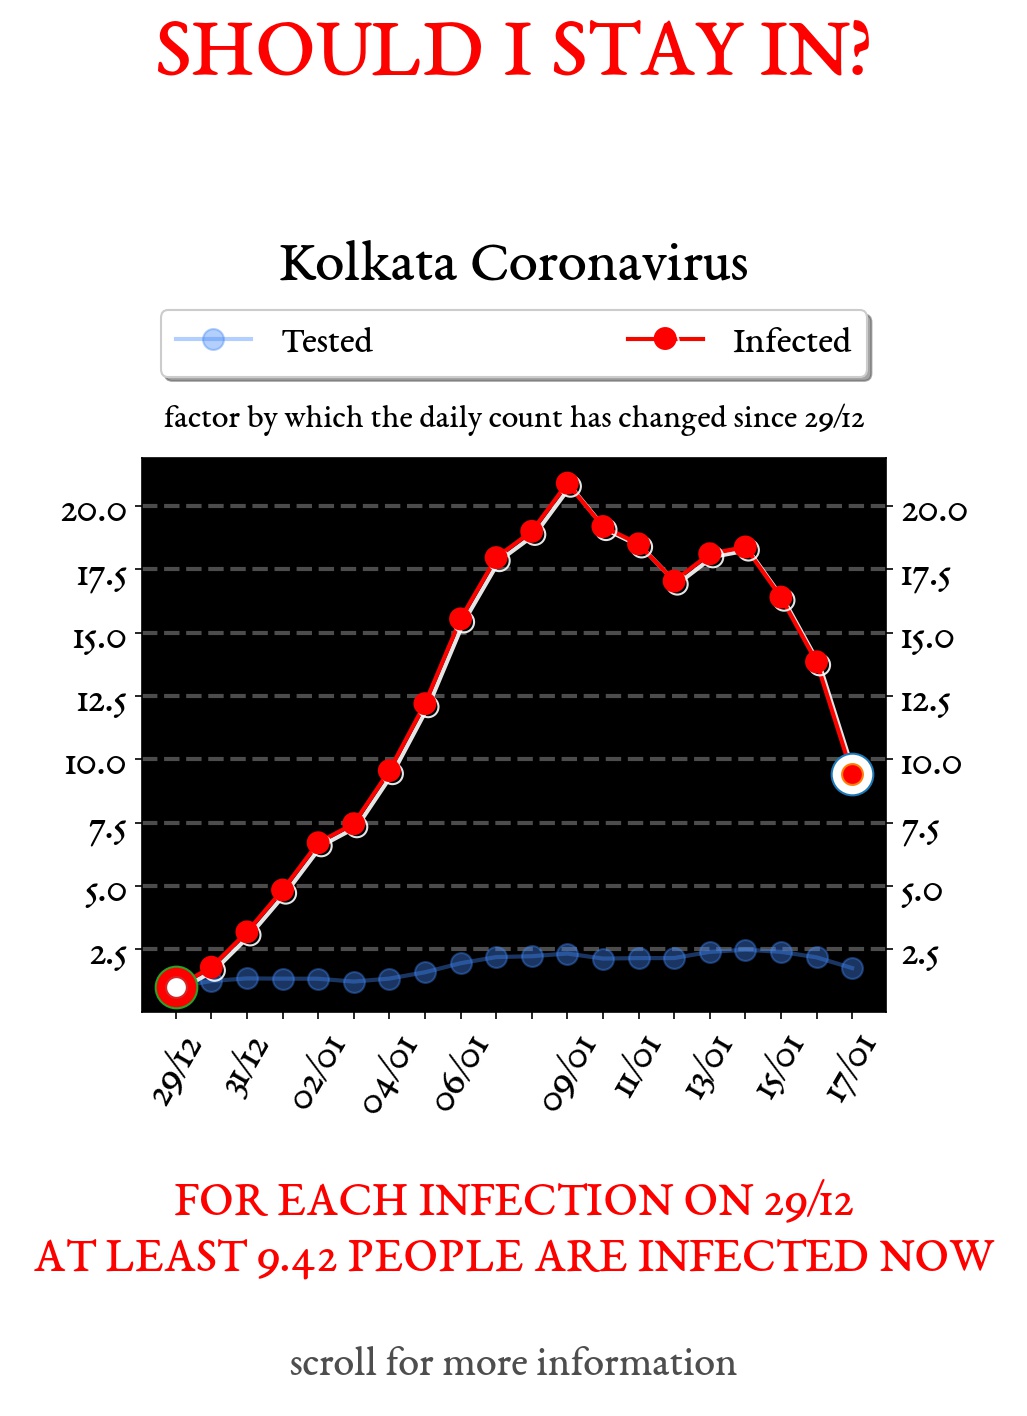 SHOULD I STAY IN?
Kolkata Coronavirus
Tested Infected
factor by which the daily count has changed since 29/12
20.0 20.0
17.5 17.5
15.0 15.0
12.5 12.5
10.0 10.0
7.5 7.5
5.0 5.0
2.5 2.5
29/12 31/12 02/01 04/01 06/01 09/01 11/01 13/01 15/01 17/01
FOR EACH INFECTION ON 29/12
AT LEAST 9.42 PEOPLE ARE INFECTED NOW
scroll for more information